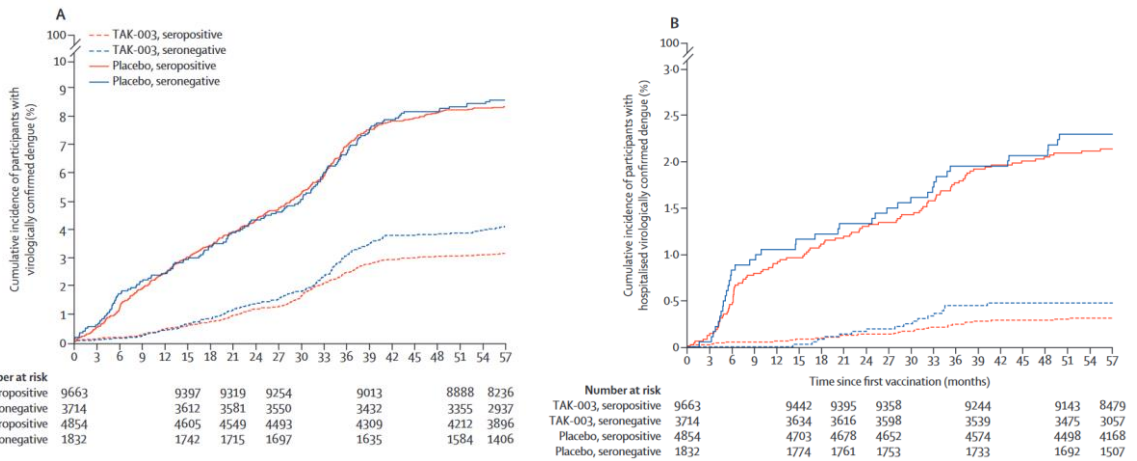 A
TAK-003, seropositive
TAK-003, seronegative
Placebo, seropositive
Placebo, seronegative
Cumulative incidence of participants with
virologically confirmed dengue (%)
100
10
9
8
7
6
5
4
3
2
1
0
0 3 6 9 12 15 18 21 24 27 30 33 36 39 42 45 48 51 54 57
ber at risk
ropositive 9663 9397 9319 9254 9013 8888 8236
ronegative 3714 3612 3581 3550 3432 3355 2937
ropositive 4854 4605 4549 4493 4309 4212 3896
ronegative 1832 1742 1715 1697 1635 1584 1406
B
Cumulative incidence of participants with
hospitalised virologically confirmed dengue (%)
100
3·0
2·5
2·0
1·5
1·0
0·5
0
0 3 6 9 12 15 18 21 24 27 30 33 36 39 42 45 48 51 54 57
Time since first vaccination (months)
Number at risk
TAK-003, seropositive 9663 9442 9395 9358 9244 9143 8479
TAK-003, seronegative 3714 3634 3616 3598 3539 3475 3057
Placebo, seropositive 4854 4703 4678 4652 4574 4498 4168
Placebo, seronegative 1832 1774 1761 1753 1733 1692 1507